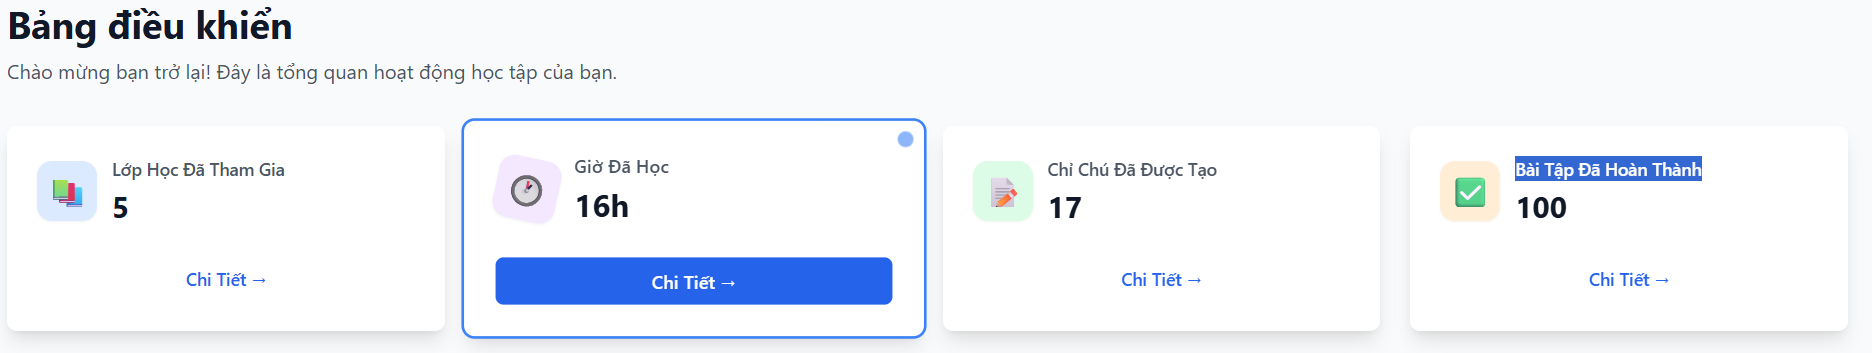 Bảng điều khiển
Chào mừng bạn trở lại! Đây là tổng quan hoạt động học tập của bạn.
Lớp Học Đã Tham Gia
5
Chi Tiết →
Giờ Đã Học
16h
Chi Tiết →
Chỉ Chú Đã Được Tạo
17
Chi Tiết →
Bài Tập Đã Hoàn Thành
100
Chi Tiết →